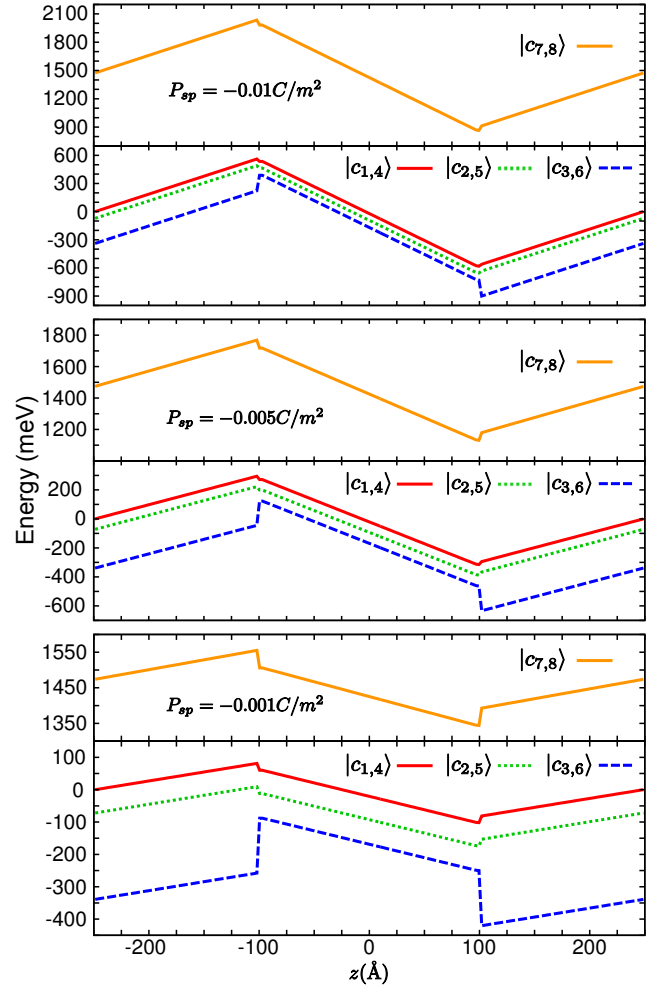 2100
1800
1500
1200
900
|c7,8⟩
Psp = −0.01C/m²
600
300
0
-300
-600
-900
|c1,4⟩ |c2,5⟩ |c3,6⟩
1800
1600
1400
1200
|c7,8⟩
Psp = −0.005C/m²
200
0
-200
-400
-600
|c1,4⟩ |c2,5⟩ |c3,6⟩
1550
1450
1350
|c7,8⟩
Psp = −0.001C/m²
100
0
-100
-200
-300
-400
|c1,4⟩ |c2,5⟩ |c3,6⟩
-200 -100 0 100 200
z(Å)
Energy (meV)